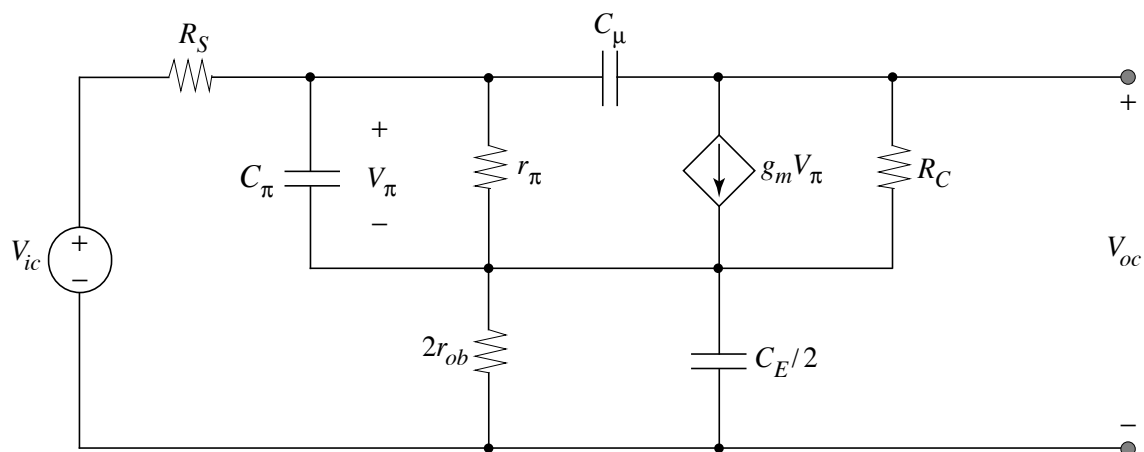 R_S
C_μ
+
C_π
V_π
−
r_π
g_m V_π
R_C
+
V_ic
+
−
V_oc
2r_ob
C_E/2
−